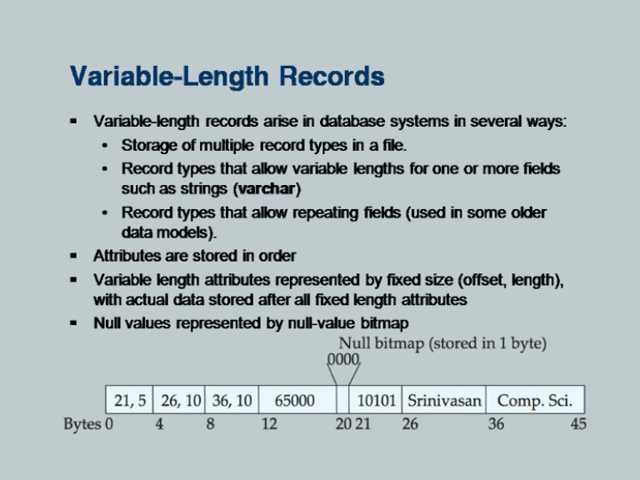 Variable-Length Records
▪ Variable-length records arise in database systems in several ways:
• Storage of multiple record types in a file.
• Record types that allow variable lengths for one or more fields
such as strings (varchar)
• Record types that allow repeating fields (used in some older
data models).
▪ Attributes are stored in order
▪ Variable length attributes represented by fixed size (offset, length),
with actual data stored after all fixed length attributes
▪ Null values represented by null-value bitmap
Null bitmap (stored in 1 byte)
0000
21, 5 26, 10 36, 10 65000 10101 Srinivasan Comp. Sci.
Bytes 0 4 8 12 20 21 26 36 45